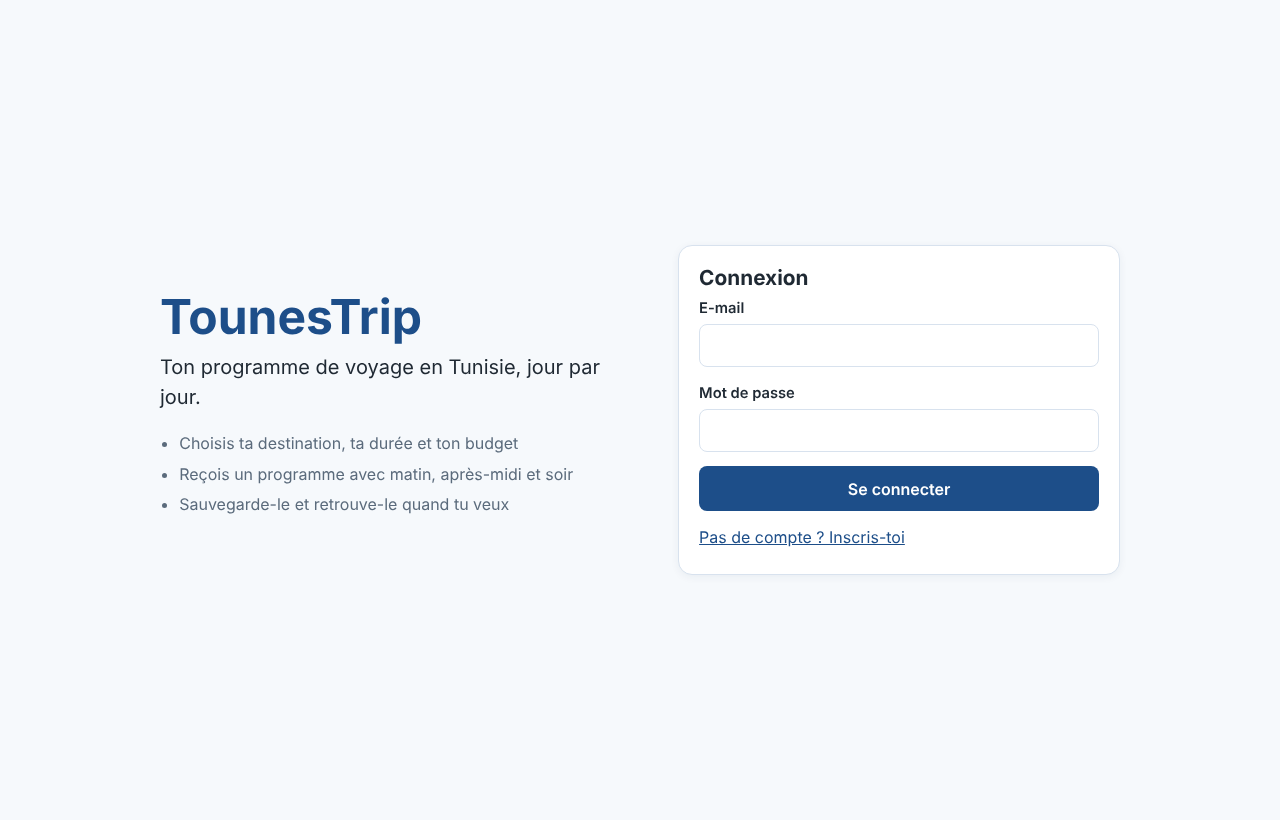 TounesTrip
Ton programme de voyage en Tunisie, jour par
jour.
Choisis ta destination, ta durée et ton budget
Reçois un programme avec matin, après-midi et soir
Sauvegarde-le et retrouve-le quand tu veux
Connexion
E-mail
Mot de passe
Se connecter
Pas de compte ? Inscris-toi